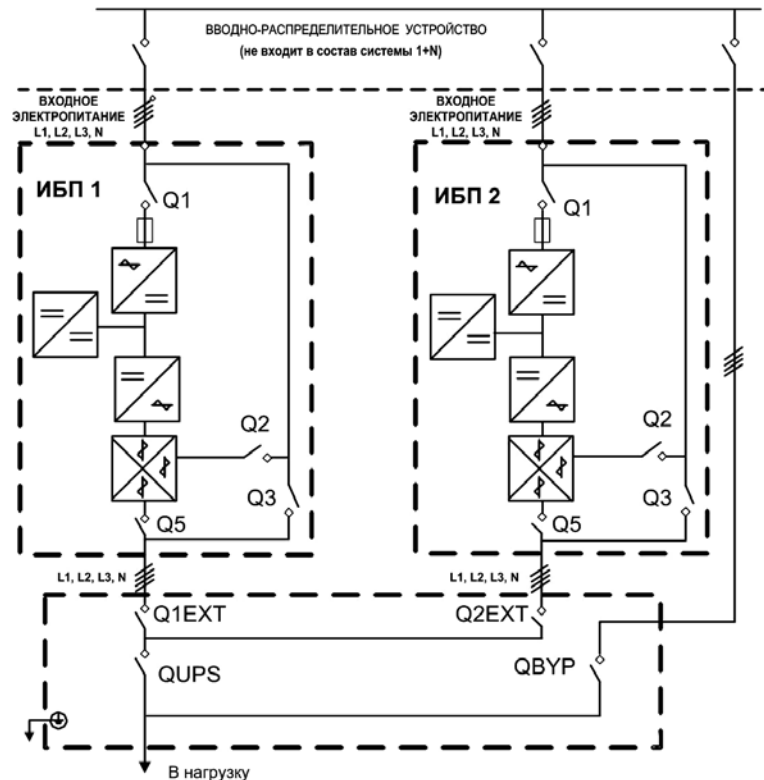 ВВОДНО-РАСПРЕДЕЛИТЕЛЬНОЕ УСТРОЙСТВО
(не входит в состав системы 1+N)
ВХОДНОЕ
ЭЛЕКТРОПИТАНИЕ
L1, L2, L3, N
ВХОДНОЕ
ЭЛЕКТРОПИТАНИЕ
L1, L2, L3, N
ИБП 1
Q1
Q2
Q3
Q5
ИБП 2
Q1
Q2
Q3
Q5
L1, L2, L3, N
L1, L2, L3, N
Q1EXT
Q2EXT
QUPS
QBYP
В нагрузку